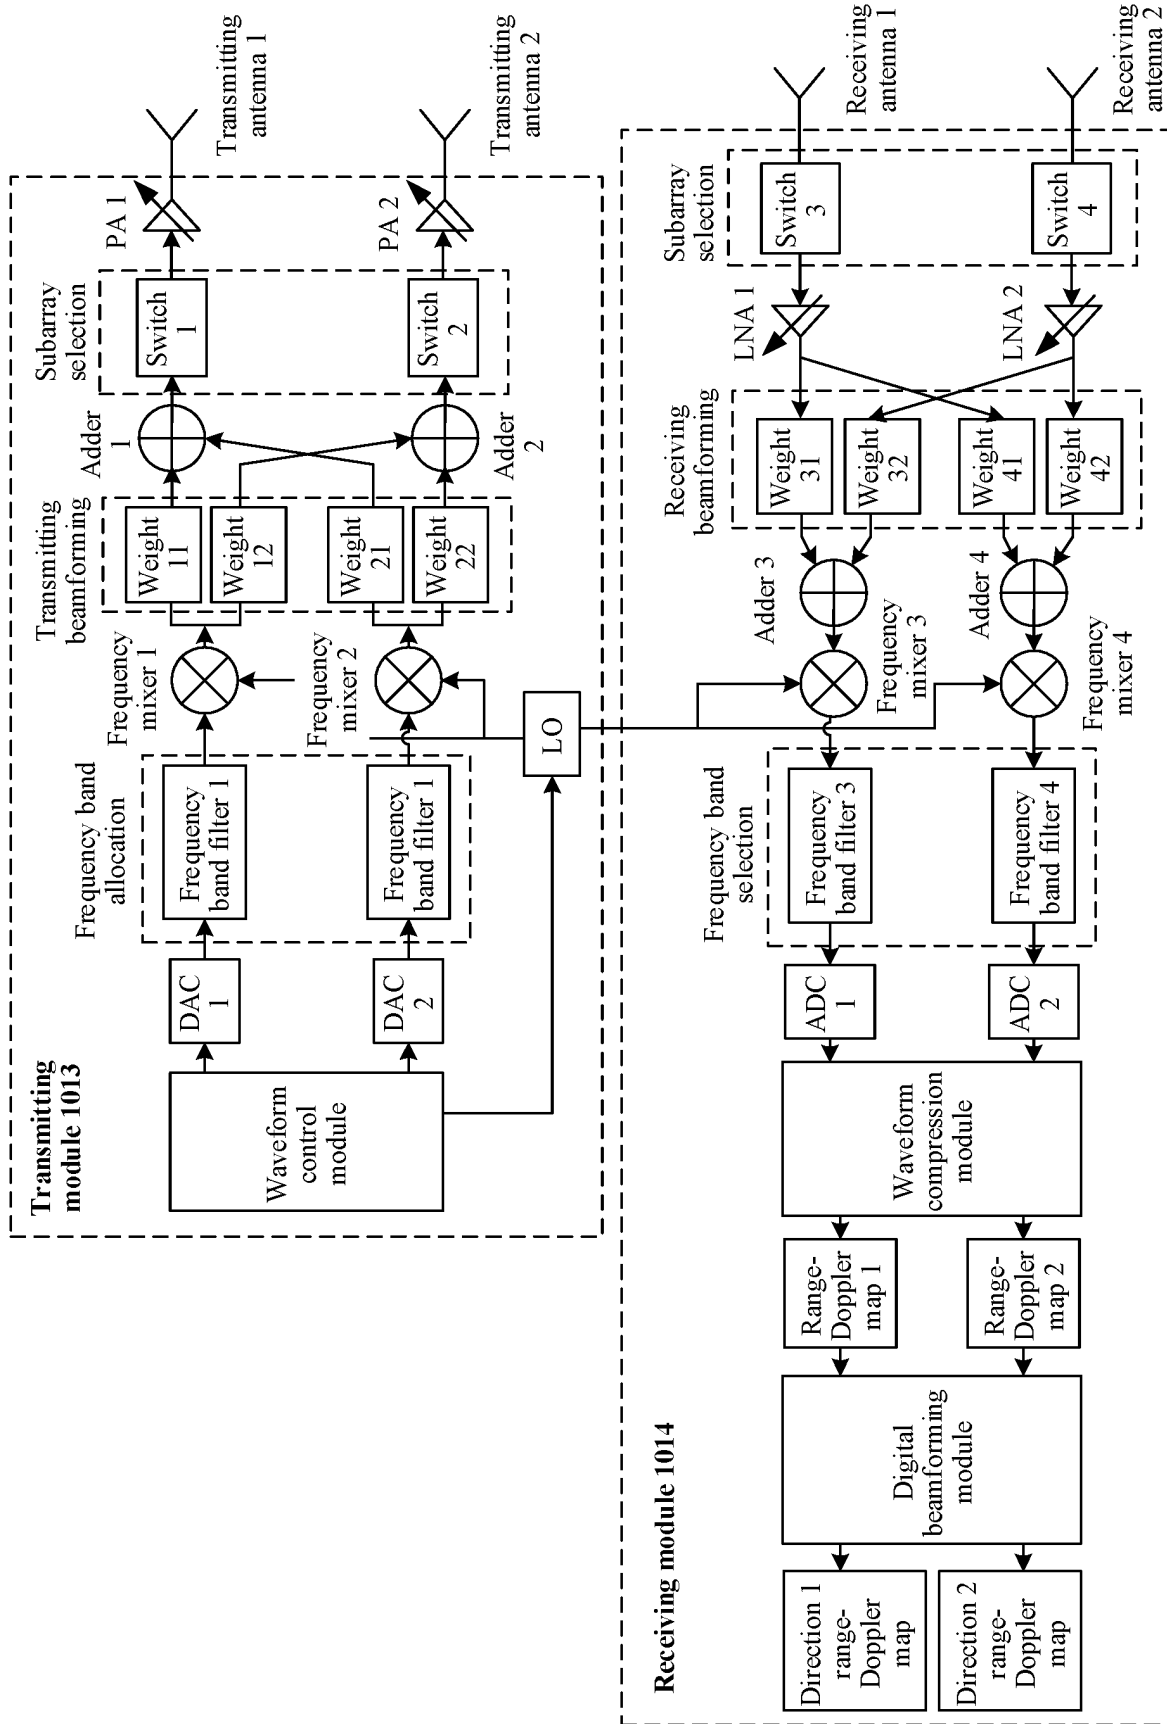 Transmitting
module 1013
Waveform
control
module
DAC
1
DAC
2
Frequency band
allocation
Frequency
band filter 1
Frequency
band filter 1
Frequency
mixer 1
Frequency
mixer 2
LO
Transmitting
beamforming
Weight
11
Weight
12
Weight
21
Weight
22
Adder
1
Adder
2
Subarray
selection
Switch
1
Switch
2
PA 1
PA 2
Transmitting
antenna 1
Transmitting
antenna 2
Receiving module 1014
Direction 1
range-
Doppler
map
Direction 2
range-
Doppler
map
Digital
beamforming
module
Range-
Doppler
map 1
Range-
Doppler
map 2
Waveform
compression
module
ADC
1
ADC
2
Frequency band
selection
Frequency
band filter 3
Frequency
band filter 4
Frequency
mixer 3
Frequency
mixer 4
Adder 3
Adder 4
Receiving
beamforming
Weight
31
Weight
32
Weight
41
Weight
42
LNA 1
LNA 2
Subarray
selection
Switch
3
Switch
4
Receiving
antenna 1
Receiving
antenna 2